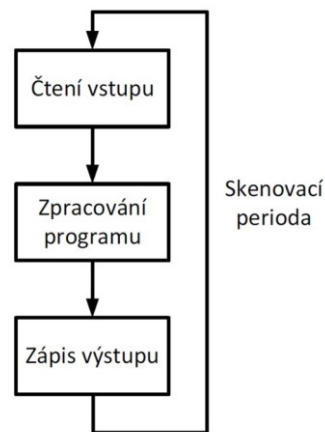 Čtení vstupu
Zpracování
programu
Zápis výstupu
Skenovací
perioda